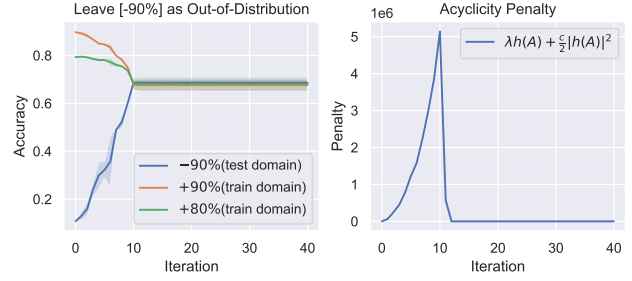 Leave [-90%] as Out-of-Distribution
Accuracy
0.8
0.6
0.4
0.2
−90%(test domain)
+90%(train domain)
+80%(train domain)
0 10 20 30 40
Iteration
Acyclicity Penalty
1e6
Penalty
5
4
3
2
1
0
λh(A) + c/2|h(A)|²
0 10 20 30 40
Iteration